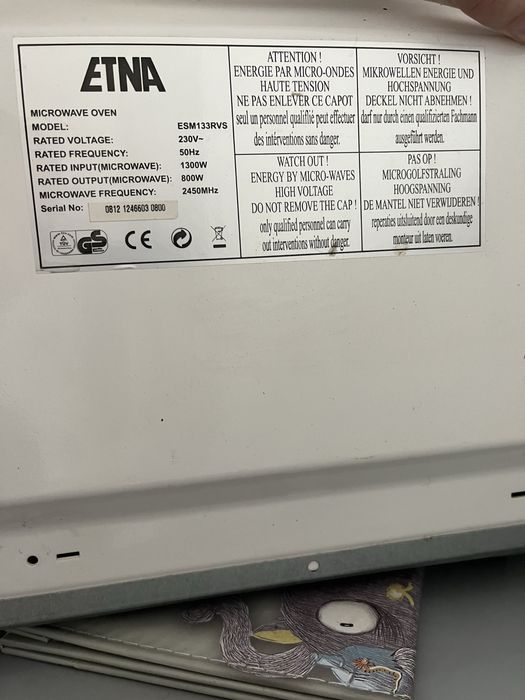 ETNA
MICROWAVE OVEN
MODEL: ESM133RVS
RATED VOLTAGE: 230V~
RATED FREQUENCY: 50Hz
RATED INPUT(MICROWAVE): 1300W
RATED OUTPUT(MICROWAVE): 800W
MICROWAVE FREQUENCY: 2450MHz
Serial No: 0812 1246603 0800
TÜV GS CE
ATTENTION !
ENERGIE PAR MICRO-ONDES
HAUTE TENSION
NE PAS ENLEVER CE CAPOT
seul un personnel qualifié peut effectuer
des interventions sans danger.
VORSICHT !
MIKROWELLEN ENERGIE UND
HOCHSPANNUNG
DECKEL NICHT ABNEHMEN !
darf nur durch einen qualifizierten Fachmann
ausgeführt werden.
WATCH OUT !
ENERGY BY MICRO-WAVES
HIGH VOLTAGE
DO NOT REMOVE THE CAP !
only qualified personnel can carry
out interventions without danger.
PAS OP !
MICROGOLFSTRALING
HOOGSPANNING
DE MANTEL NIET VERWIJDEREN !
reperaties uitsluitend door een deskundige
monteur uit laten voeren.